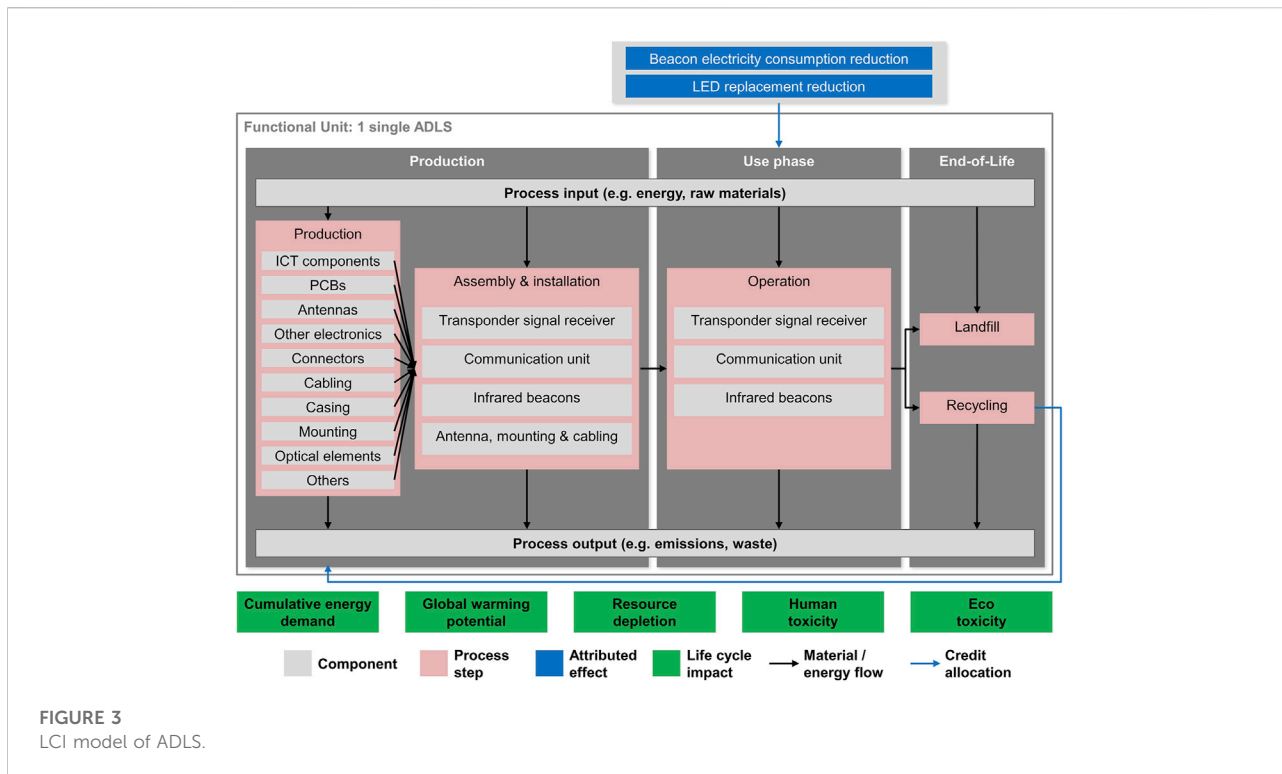 Beacon electricity consumption reduction
LED replacement reduction
Functional Unit: 1 single ADLS
Production
Use phase
End-of-Life
Process input (e.g. energy, raw materials)
Production
ICT components
PCBs
Antennas
Other electronics
Connectors
Cabling
Casing
Mounting
Optical elements
Others
Assembly & installation
Transponder signal receiver
Communication unit
Infrared beacons
Antenna, mounting & cabling
Operation
Transponder signal receiver
Communication unit
Infrared beacons
Landfill
Recycling
Process output (e.g. emissions, waste)
Cumulative energy
demand
Global warming
potential
Resource
depletion
Human
toxicity
Eco
toxicity
Component
Process
step
Attributed
effect
Life cycle
impact
Material /
energy flow
Credit
allocation
FIGURE 3
LCI model of ADLS.